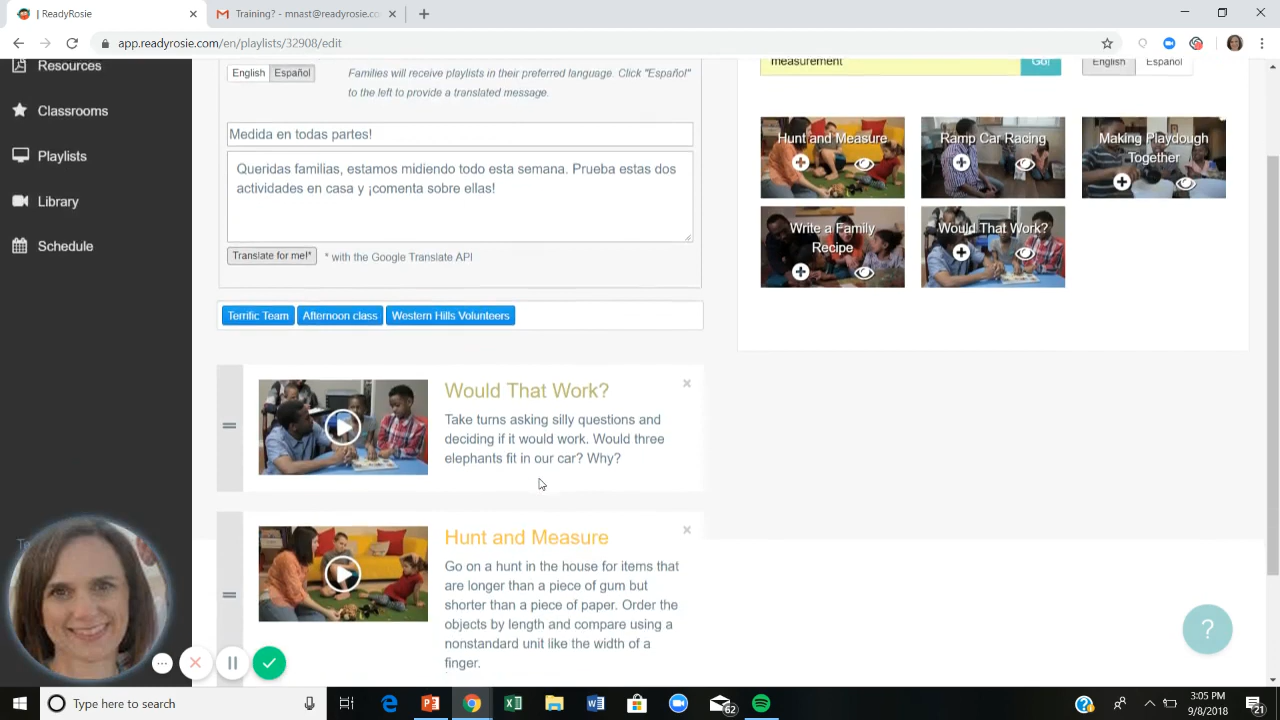 | ReadyRosie
Training? - mnast@readyrosie.co
app.readyrosie.com/en/playlists/32908/edit
Resources
Classrooms
Playlists
Library
Schedule
English
Español
Families will receive playlists in their preferred language. Click "Español"
to the left to provide a translated message.
Medida en todas partes!
Queridas familias, estamos midiendo todo esta semana. Prueba estas dos
actividades en casa y ¡comenta sobre ellas!
Translate for me!*
* with the Google Translate API
Terrific Team
Afternoon class
Western Hills Volunteers
Would That Work?
Take turns asking silly questions and
deciding if it would work. Would three
elephants fit in our car? Why?
Hunt and Measure
Go on a hunt in the house for items that
are longer than a piece of gum but
shorter than a piece of paper. Order the
objects by length and compare using a
nonstandard unit like the width of a
finger.
measurement
Go!
English
Español
Hunt and Measure
Ramp Car Racing
Making Playdough
Together
Write a Family
Recipe
Would That Work?
?
Type here to search
62
3:05 PM
9/8/2018
21